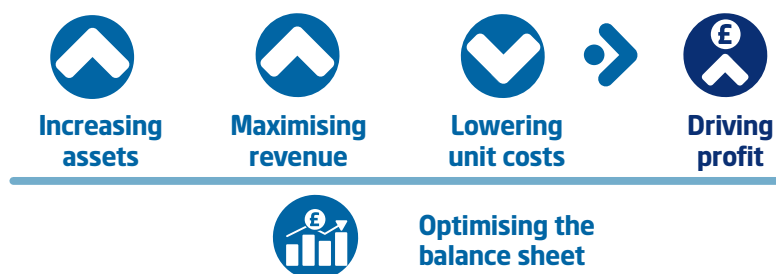 £
Increasing
assets
Maximising
revenue
Lowering
unit costs
Driving
profit
£
Optimising the
balance sheet